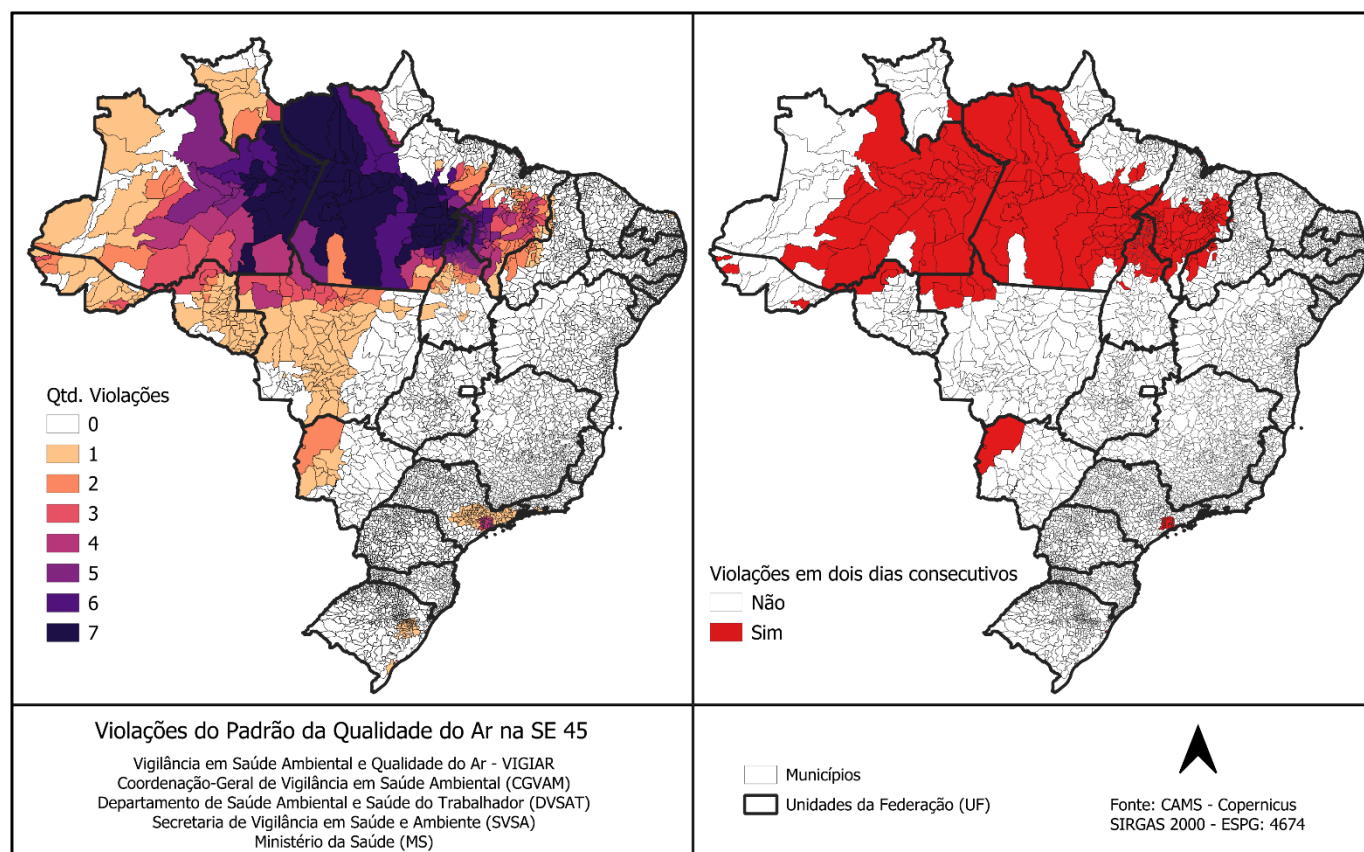 Qtd. Violações
0
1
2
3
4
5
6
7
Violações em dois dias consecutivos
Não
Sim
Violações do Padrão da Qualidade do Ar na SE 45
Vigilância em Saúde Ambiental e Qualidade do Ar - VIGIAR
Coordenação-Geral de Vigilância em Saúde Ambiental (CGVAM)
Departamento de Saúde Ambiental e Saúde do Trabalhador (DVSAT)
Secretaria de Vigilância em Saúde e Ambiente (SVSA)
Ministério da Saúde (MS)
Municípios
Unidades da Federação (UF)
Fonte: CAMS - Copernicus
SIRGAS 2000 - ESPG: 4674